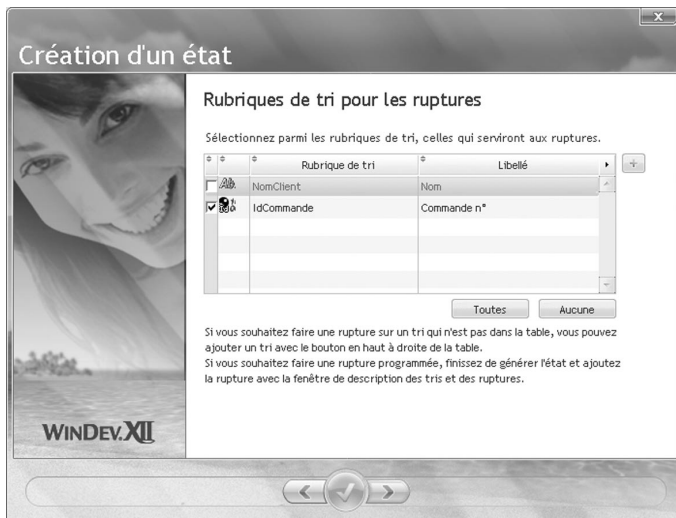 Création d'un état
Rubriques de tri pour les ruptures
Sélectionnez parmi les rubriques de tri, celles qui serviront aux ruptures.
Rubrique de tri Libellé
NomClient Nom
IdCommande Commande n°
Toutes Aucune
Si vous souhaitez faire une rupture sur un tri qui n'est pas dans la table, vous pouvez
ajouter un tri avec le bouton en haut à droite de la table.
Si vous souhaitez faire une rupture programmée, finissez de générer l'état et ajoutez
la rupture avec la fenêtre de description des tris et des ruptures.
WINDEV.XII